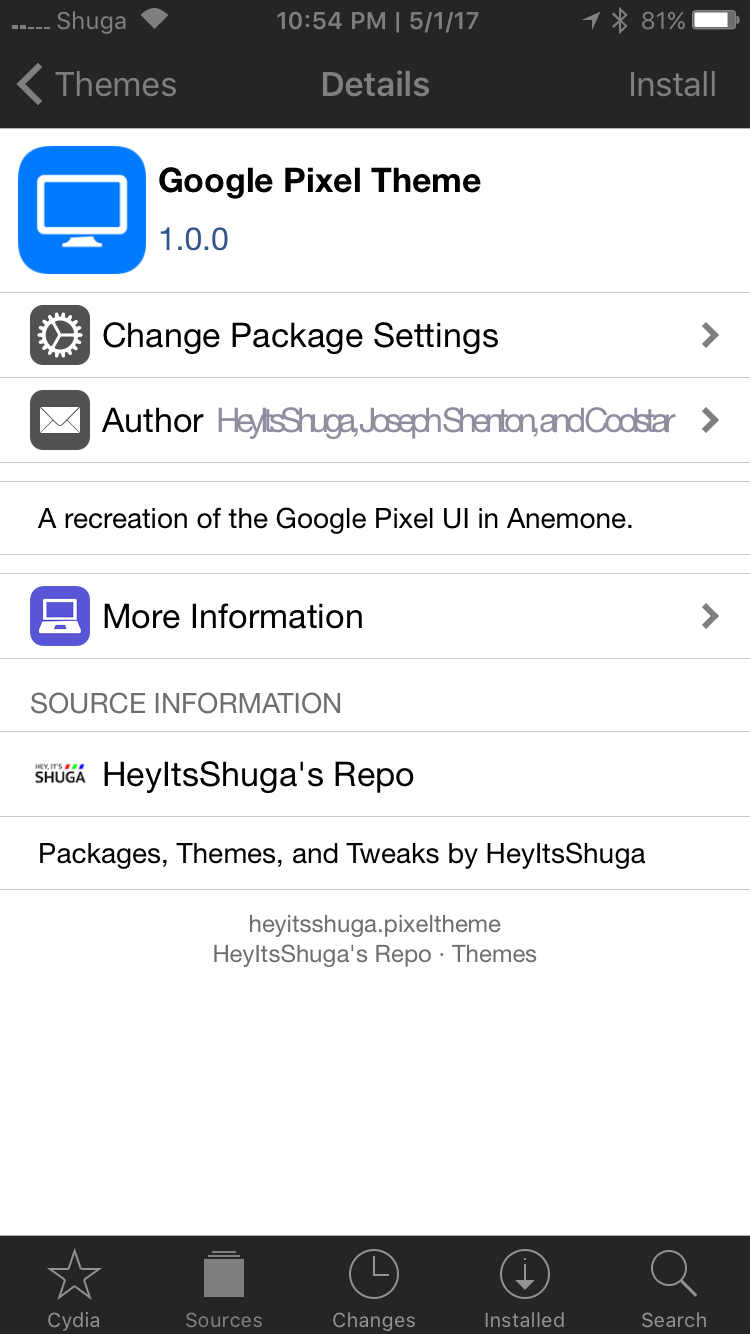 Shuga 10:54 PM | 5/1/17 81%
Themes Details Install
Google Pixel Theme
1.0.0
Change Package Settings
Author HeyItsShuga, Joseph Shenton, and Coolstar
A recreation of the Google Pixel UI in Anemone.
More Information
SOURCE INFORMATION
HEY, IT'S
SHUGA HeyItsShuga's Repo
Packages, Themes, and Tweaks by HeyItsShuga
heyitsshuga.pixeltheme
HeyItsShuga's Repo · Themes
Cydia Sources Changes Installed Search